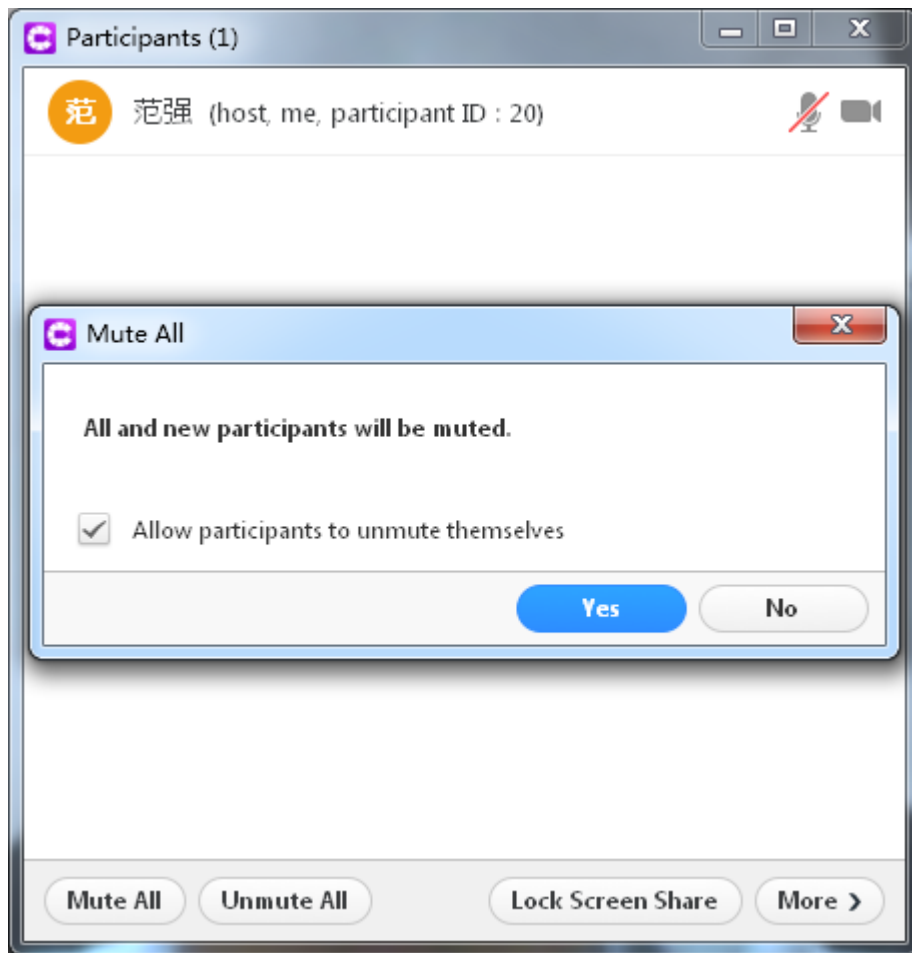 Participants (1)
范 范强 (host, me, participant ID : 20)
Mute All
All and new participants will be muted.
Allow participants to unmute themselves
Yes No
Mute All Unmute All Lock Screen Share More